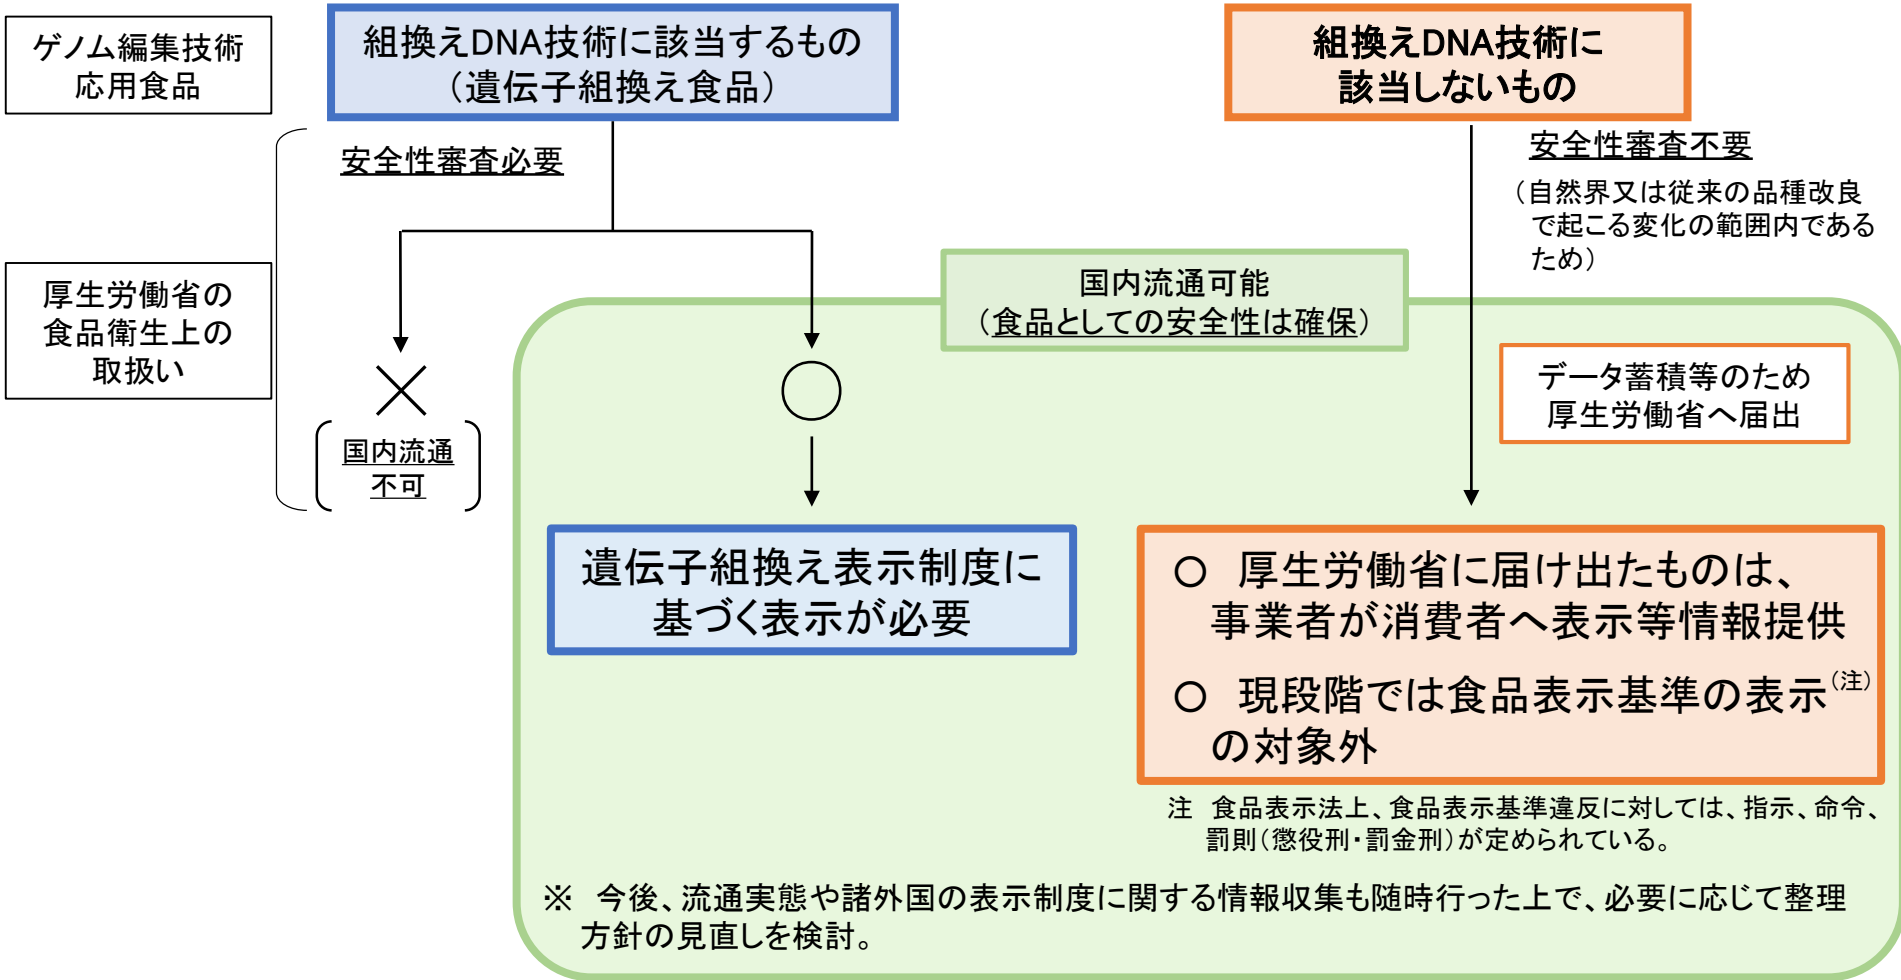 ゲノム編集技術
応用食品
組換えDNA技術に該当するもの
（遺伝子組換え食品）
組換えDNA技術に
該当しないもの
安全性審査必要
安全性審査不要
（自然界又は従来の品種改良
で起こる変化の範囲内である
ため）
厚生労働省の
食品衛生上の
取扱い
国内流通可能
（食品としての安全性は確保）
データ蓄積等のため
厚生労働省へ届出
国内流通
不可
遺伝子組換え表示制度に
基づく表示が必要
○　厚生労働省に届け出たものは、
事業者が消費者へ表示等情報提供
○　現段階では食品表示基準の表示（注）
の対象外
注　食品表示法上、食品表示基準違反に対しては、指示、命令、
罰則（懲役刑・罰金刑）が定められている。
※　今後、流通実態や諸外国の表示制度に関する情報収集も随時行った上で、必要に応じて整理
方針の見直しを検討。